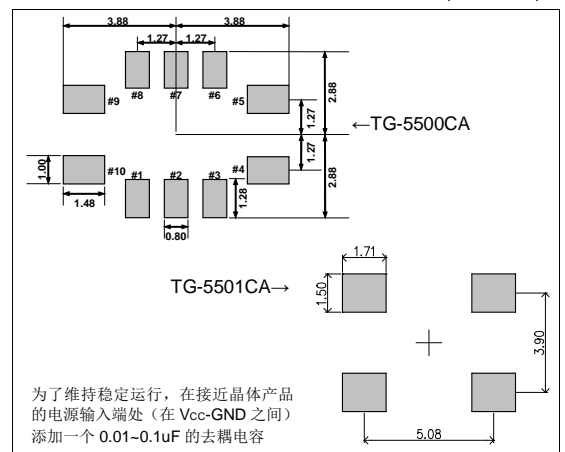 3.88 3.88
1.27 1.27
#8 #7 #6
#9 #5
2.88
1.27
←TG-5500CA
1.27
2.88
1.00
#10 #1 #2 #3 #4
1.28
1.48
0.80
TG-5501CA→
1.71
1.50
3.90
5.08
为了维持稳定运行，在接近晶体产品
的电源输入端处（在 Vcc-GND 之间）
添加一个 0.01~0.1uF 的去耦电容